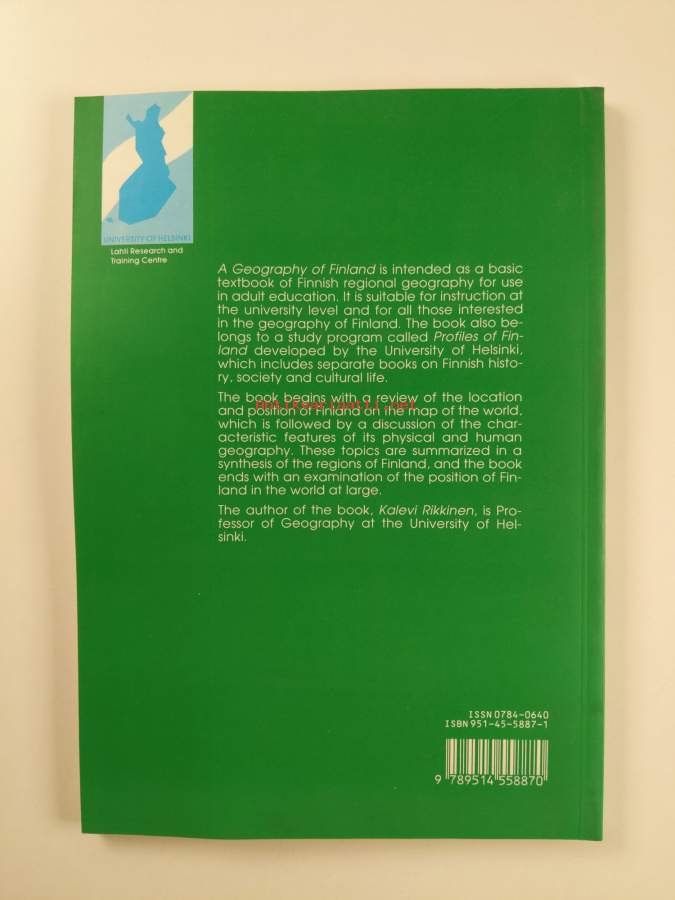 UNIVERSITY OF HELSINKI
Lahti Research and
Training Centre
A Geography of Finland is intended as a basic
textbook of Finnish regional geography for use
in adult education. It is suitable for instruction at
the university level and for all those interested
in the geography of Finland. The book also be-
longs to a study program called Profiles of Fin-
land developed by the University of Helsinki,
which includes separate books on Finnish histo-
ry, society and cultural life.
The book begins with a review of the location
and position of Finland on the map of the world,
antikvariaatti.net
which is followed by a discussion of the char-
acteristic features of its physical and human
geography. These topics are summarized in a
synthesis of the regions of Finland, and the book
ends with an examination of the position of Fin-
land in the world at large.
The author of the book, Kalevi Rikkinen, is Pro-
fessor of Geography at the University of Hel-
sinki.
ISSN 0784-0640
ISBN 951-45-5887-1
9 789514 558870